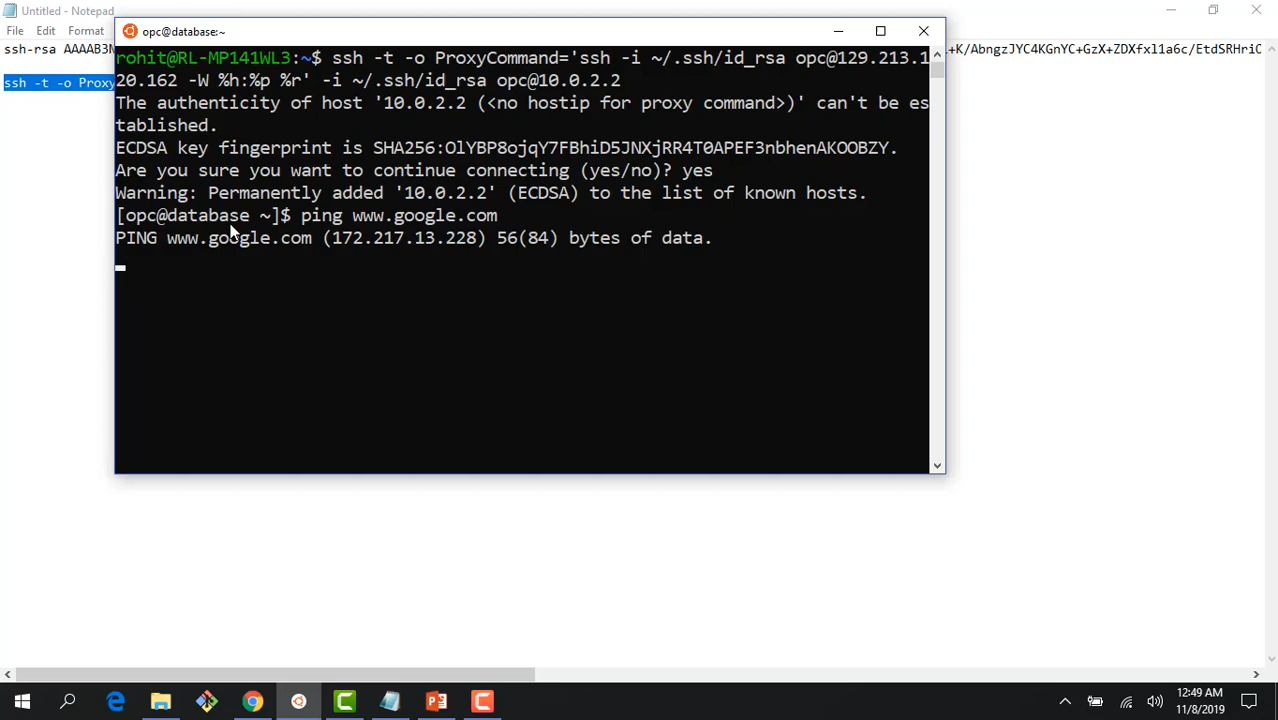 Untitled - Notepad
File Edit Format
ssh-rsa AAAAB3N
+K/AbngzJYC4KGnYC+GzX+ZDXfxl1a6c/EtdSRHriC
ssh -t -o Proxy
opc@database:~
rohit@RL-MP141WL3:~$ ssh -t -o ProxyCommand='ssh -i ~/.ssh/id_rsa opc@129.213.1
20.162 -W %h:%p %r' -i ~/.ssh/id_rsa opc@10.0.2.2
The authenticity of host '10.0.2.2 (<no hostip for proxy command>)' can't be es
tablished.
ECDSA key fingerprint is SHA256:OlYBP8ojqY7FBhiD5JNXjRR4T0APEF3nbhenAKOOBZY.
Are you sure you want to continue connecting (yes/no)? yes
Warning: Permanently added '10.0.2.2' (ECDSA) to the list of known hosts.
[opc@database ~]$ ping www.google.com
PING www.google.com (172.217.13.228) 56(84) bytes of data.
12:49 AM
11/8/2019